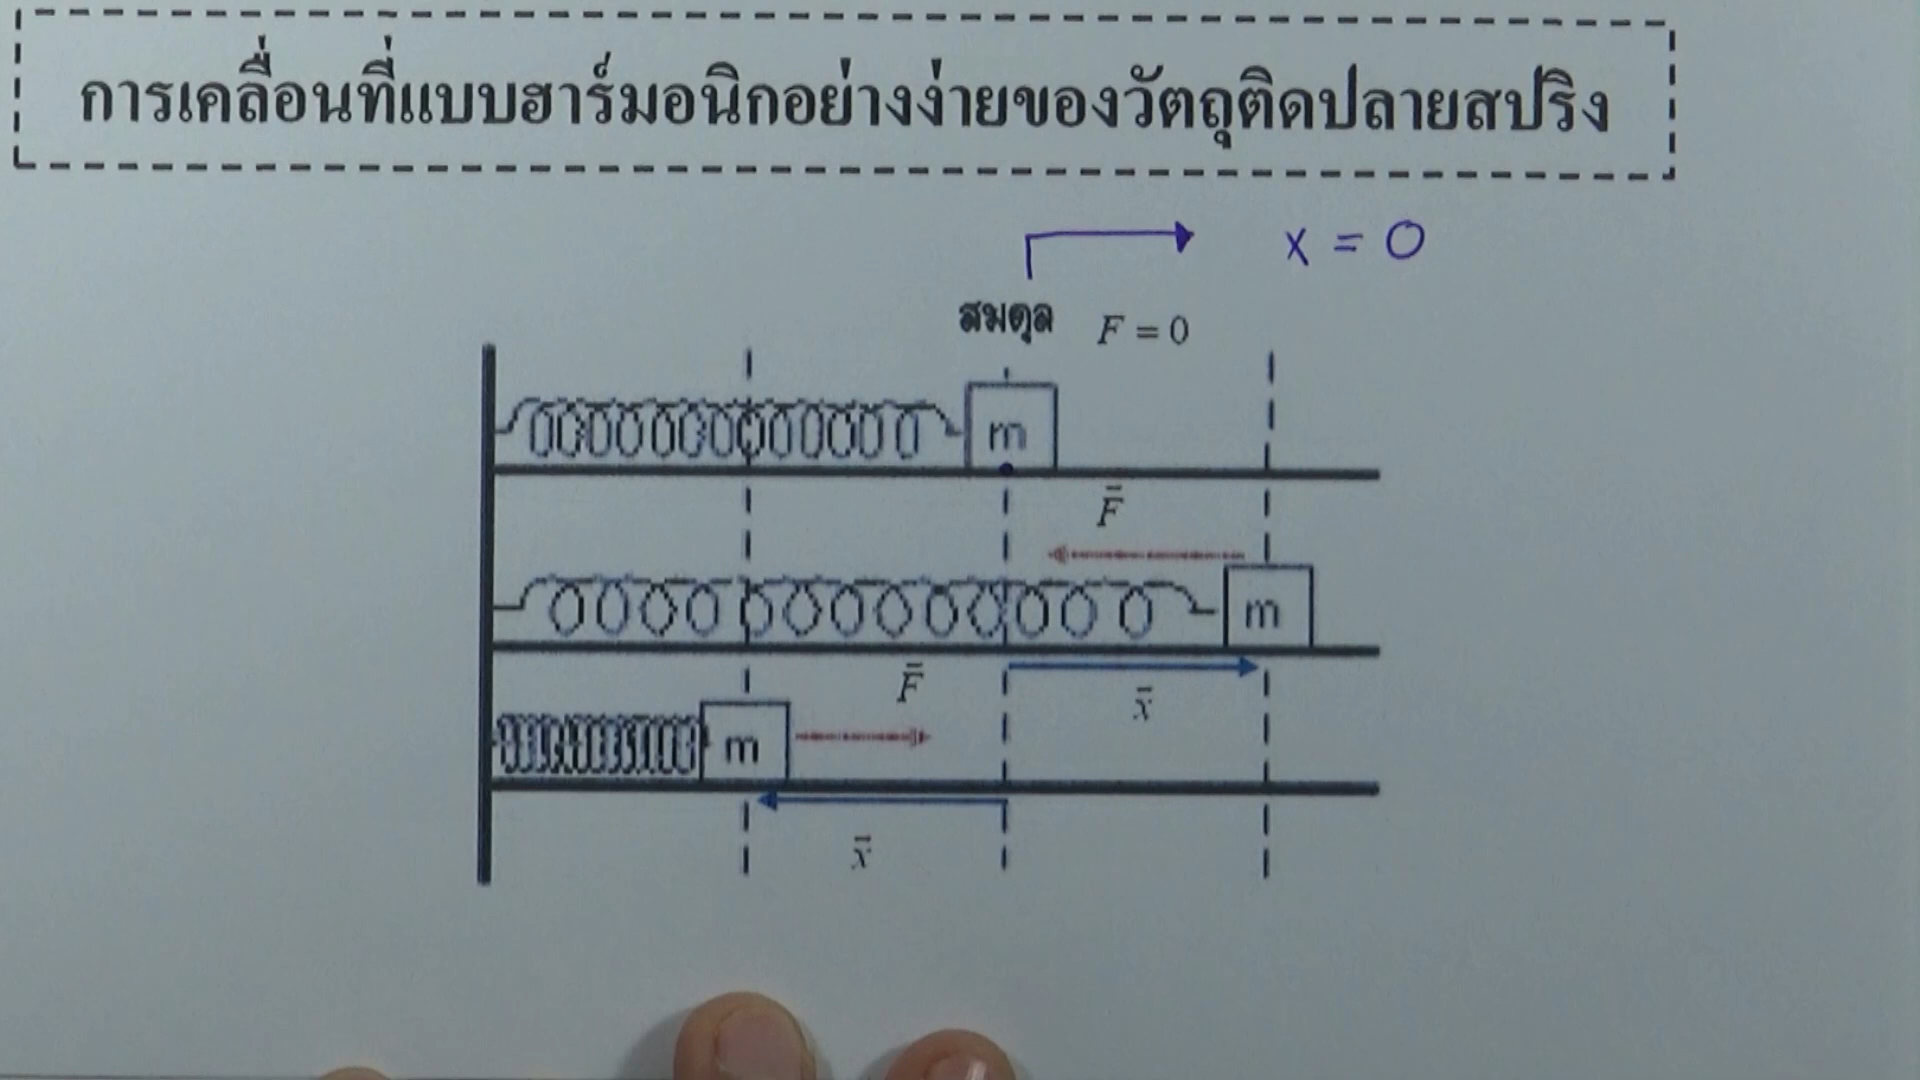 การเคลื่อนที่แบบฮาร์มอนิกอย่างง่ายของวัตถุติดปลายสปริง
x = 0
สมดุล F = 0
m
F̄
m
F̄
x̄
m
x̄